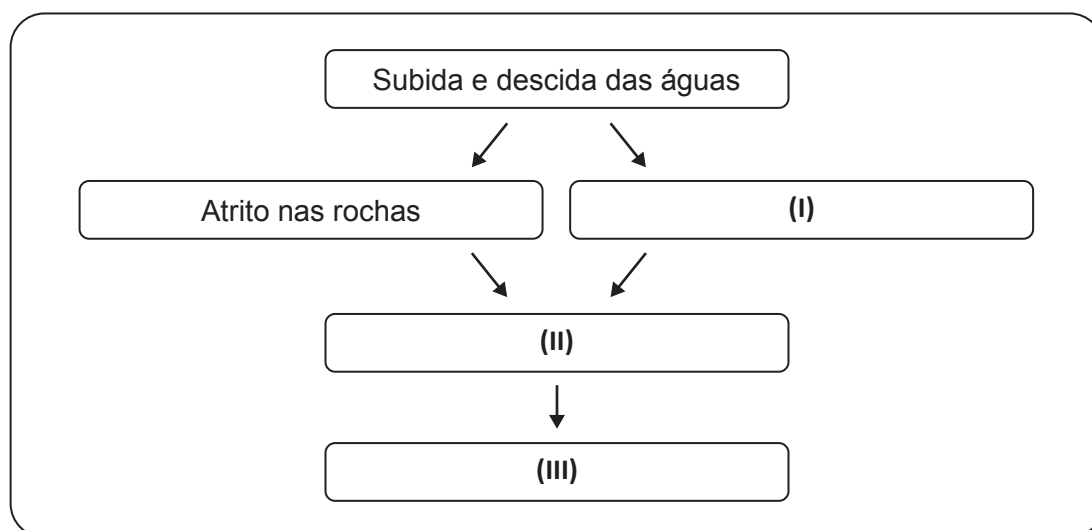 Subida e descida das águas
Atrito nas rochas
(I)
(II)
(III)